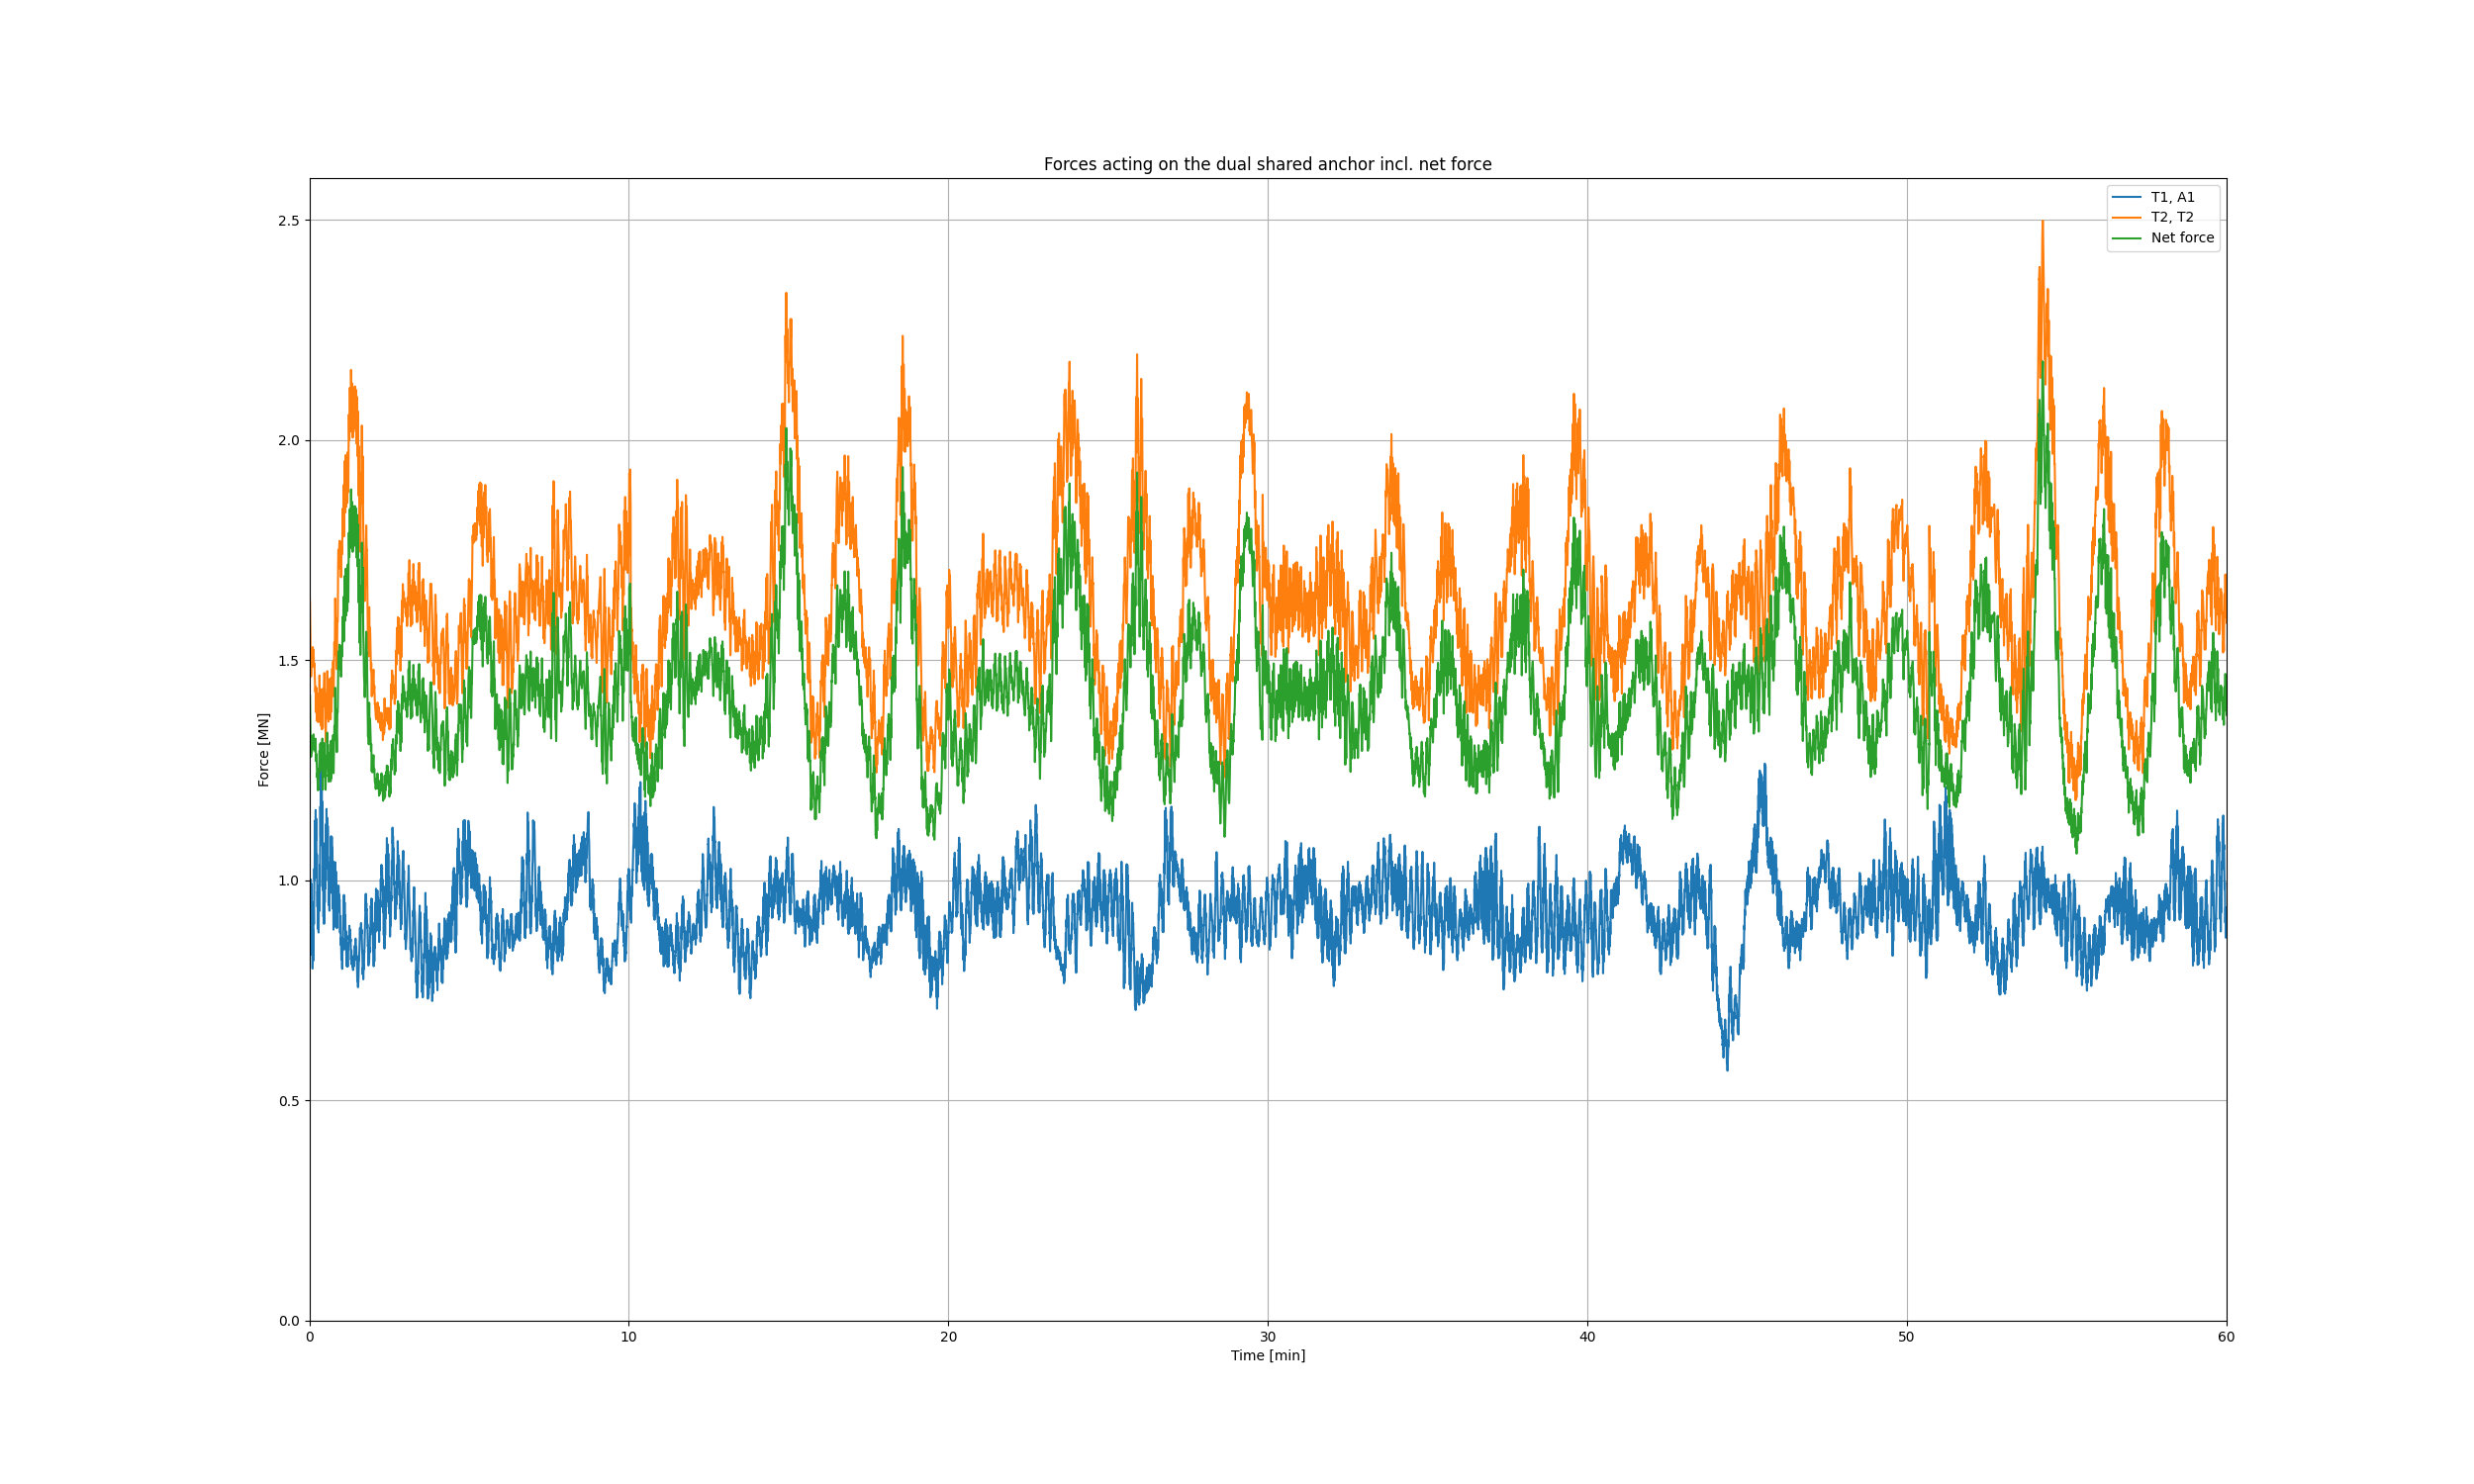 Forces acting on the dual shared anchor incl. net force
T1, A1
T2, T2
Net force
Force [MN]
2.5
2.0
1.5
1.0
0.5
0.0
0 10 20 30 40 50 60
Time [min]